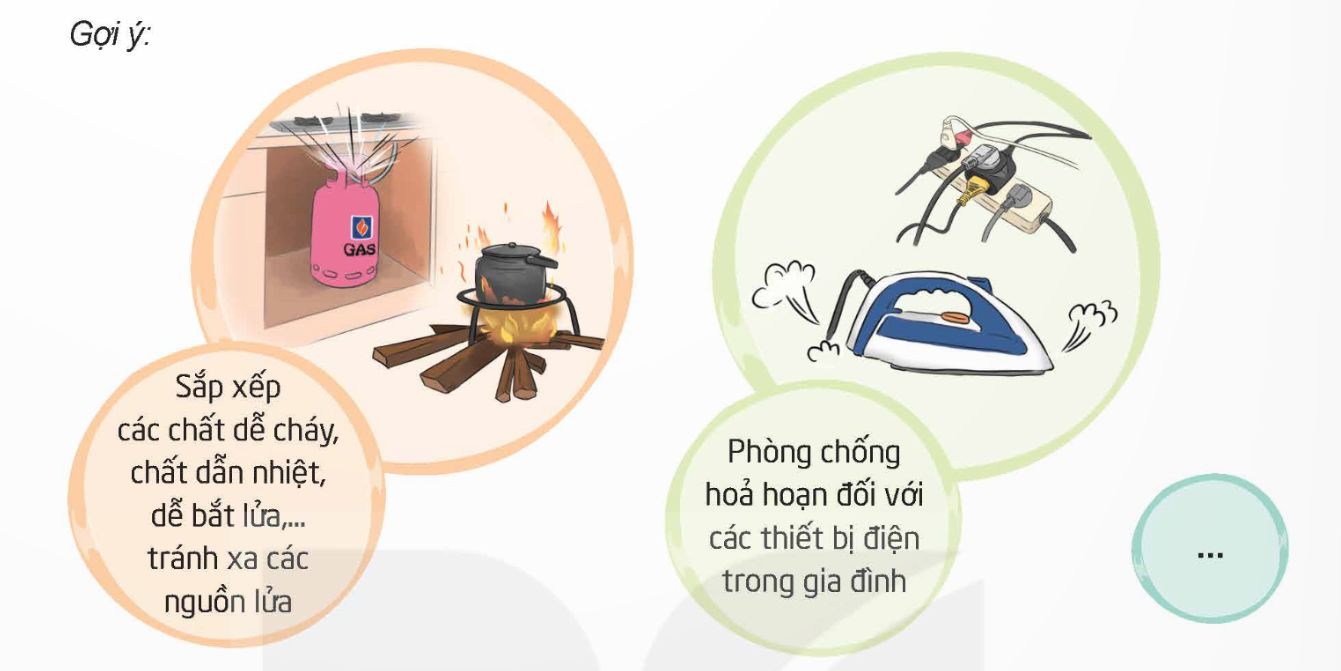 Gợi ý:
GAS
Sắp xếp
các chất dễ cháy,
chất dẫn nhiệt,
dễ bắt lửa,...
tránh xa các
nguồn lửa
Phòng chống
hoả hoạn đối với
các thiết bị điện
trong gia đình
...